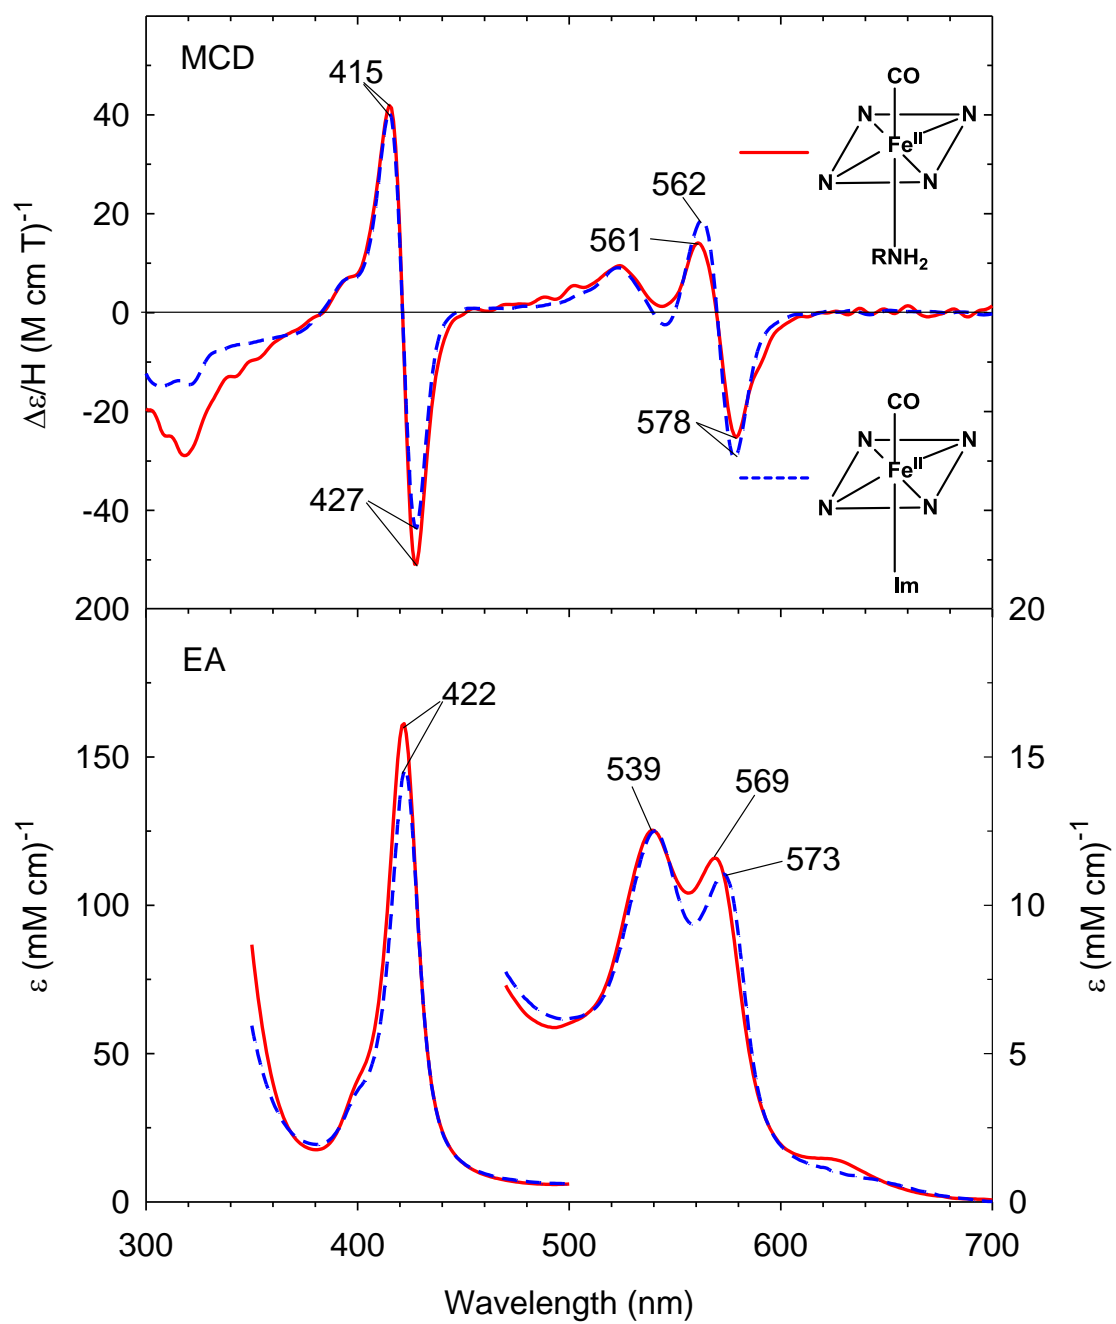 MCD
415
CO
40
N N
Fe^II
N N
RNH₂
562
561
20
0
Δε/H (M cm T)⁻¹
-20
578
CO
N N
Fe^II
N N
Im
427
-40
200 20
EA
422
150 15
539
569
573
ε (mM cm)⁻¹
ε (mM cm)⁻¹
100 10
50 5
0 0
300 400 500 600 700
Wavelength (nm)